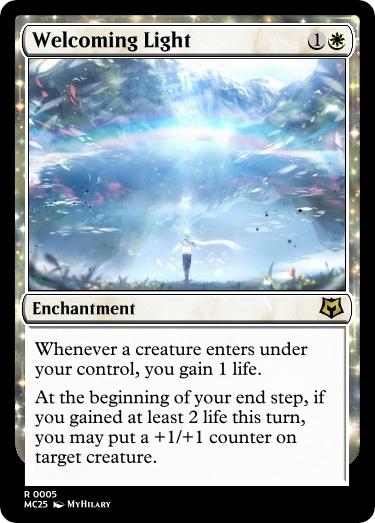 Welcoming Light 1
Enchantment
Whenever a creature enters under
your control, you gain 1 life.
At the beginning of your end step, if
you gained at least 2 life this turn,
you may put a +1/+1 counter on
target creature.
R 0005
MC25 MyHilary